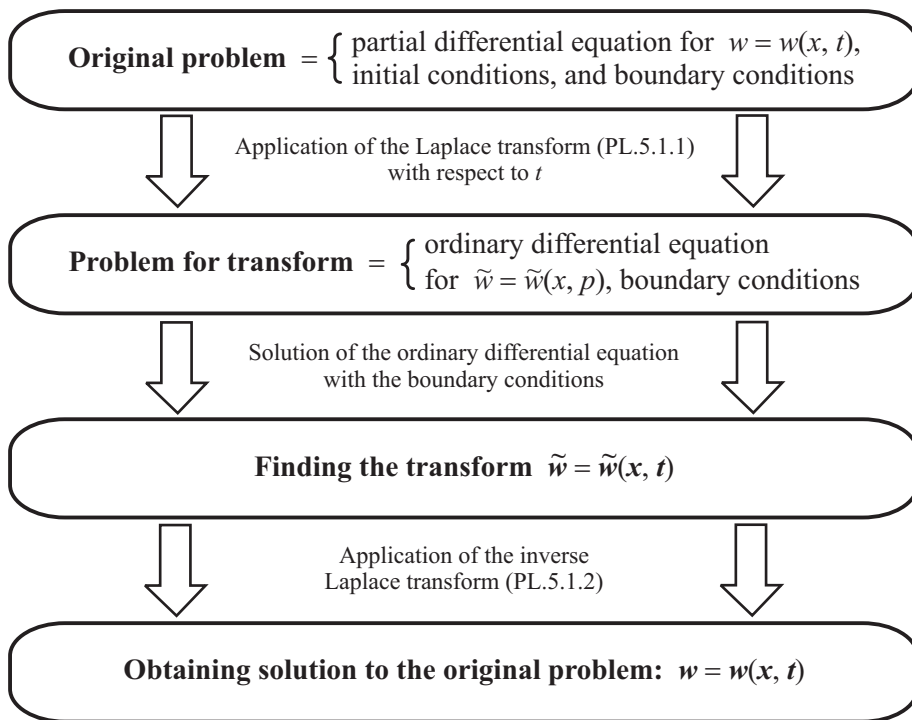 Original problem = { partial differential equation for w = w(x, t),
initial conditions, and boundary conditions
Application of the Laplace transform (PL.5.1.1)
with respect to t
Problem for transform = { ordinary differential equation
for w̃ = w̃(x, p), boundary conditions
Solution of the ordinary differential equation
with the boundary conditions
Finding the transform w̃ = w̃(x, t)
Application of the inverse
Laplace transform (PL.5.1.2)
Obtaining solution to the original problem: w = w(x, t)